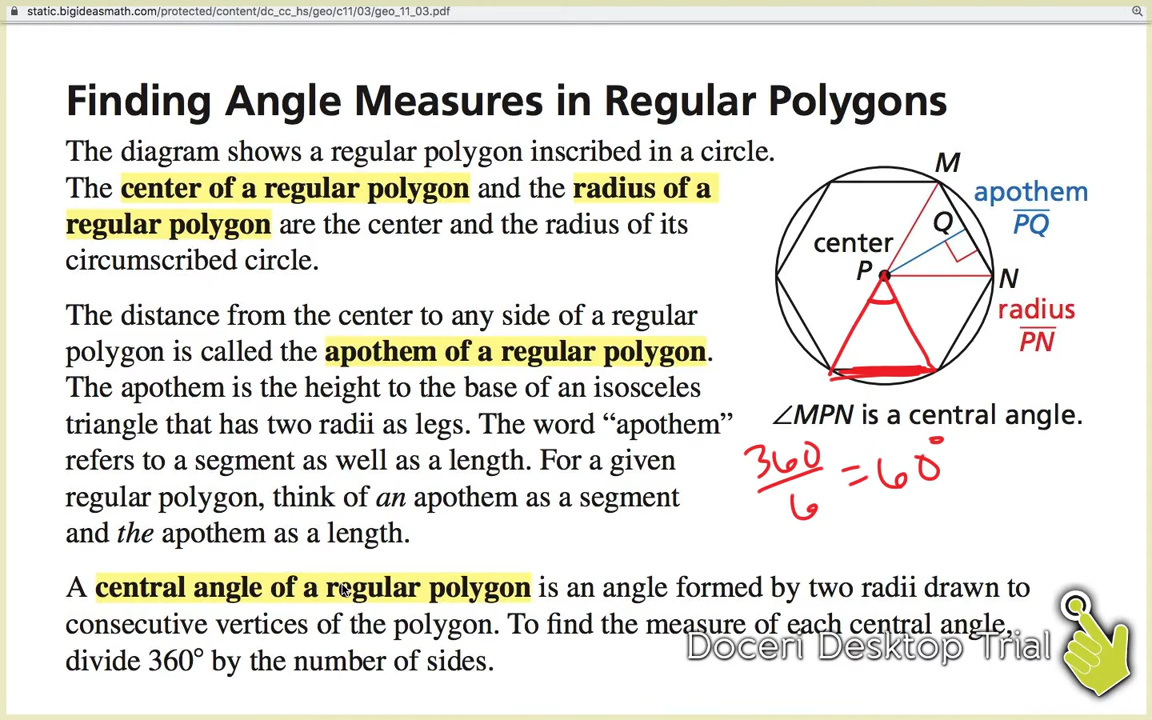 static.bigideasmath.com/protected/content/dc_cc_hs/geo/c11/03/geo_11_03.pdf
Finding Angle Measures in Regular Polygons
The diagram shows a regular polygon inscribed in a circle.
The center of a regular polygon and the radius of a
regular polygon are the center and the radius of its
circumscribed circle.
M
apothem
PQ
Q
center
P
N
radius
PN
The distance from the center to any side of a regular
polygon is called the apothem of a regular polygon.
The apothem is the height to the base of an isosceles
triangle that has two radii as legs. The word “apothem”
refers to a segment as well as a length. For a given
regular polygon, think of an apothem as a segment
and the apothem as a length.
∠MPN is a central angle.
360/6 = 60°
A central angle of a regular polygon is an angle formed by two radii drawn to
consecutive vertices of the polygon. To find the measure of each central angle,
divide 360° by the number of sides.
Doceri Desktop Trial